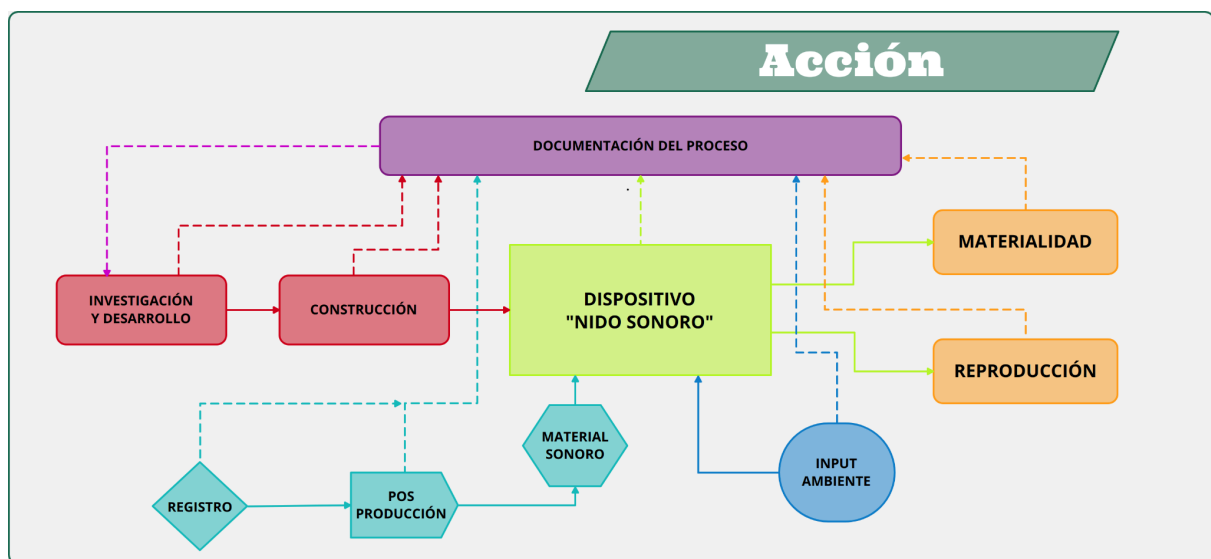 Acción
DOCUMENTACIÓN DEL PROCESO
MATERIALIDAD
INVESTIGACIÓN
Y DESARROLLO
CONSTRUCCIÓN
DISPOSITIVO
"NIDO SONORO"
REPRODUCCIÓN
MATERIAL
SONORO
INPUT
AMBIENTE
REGISTRO
POS
PRODUCCIÓN